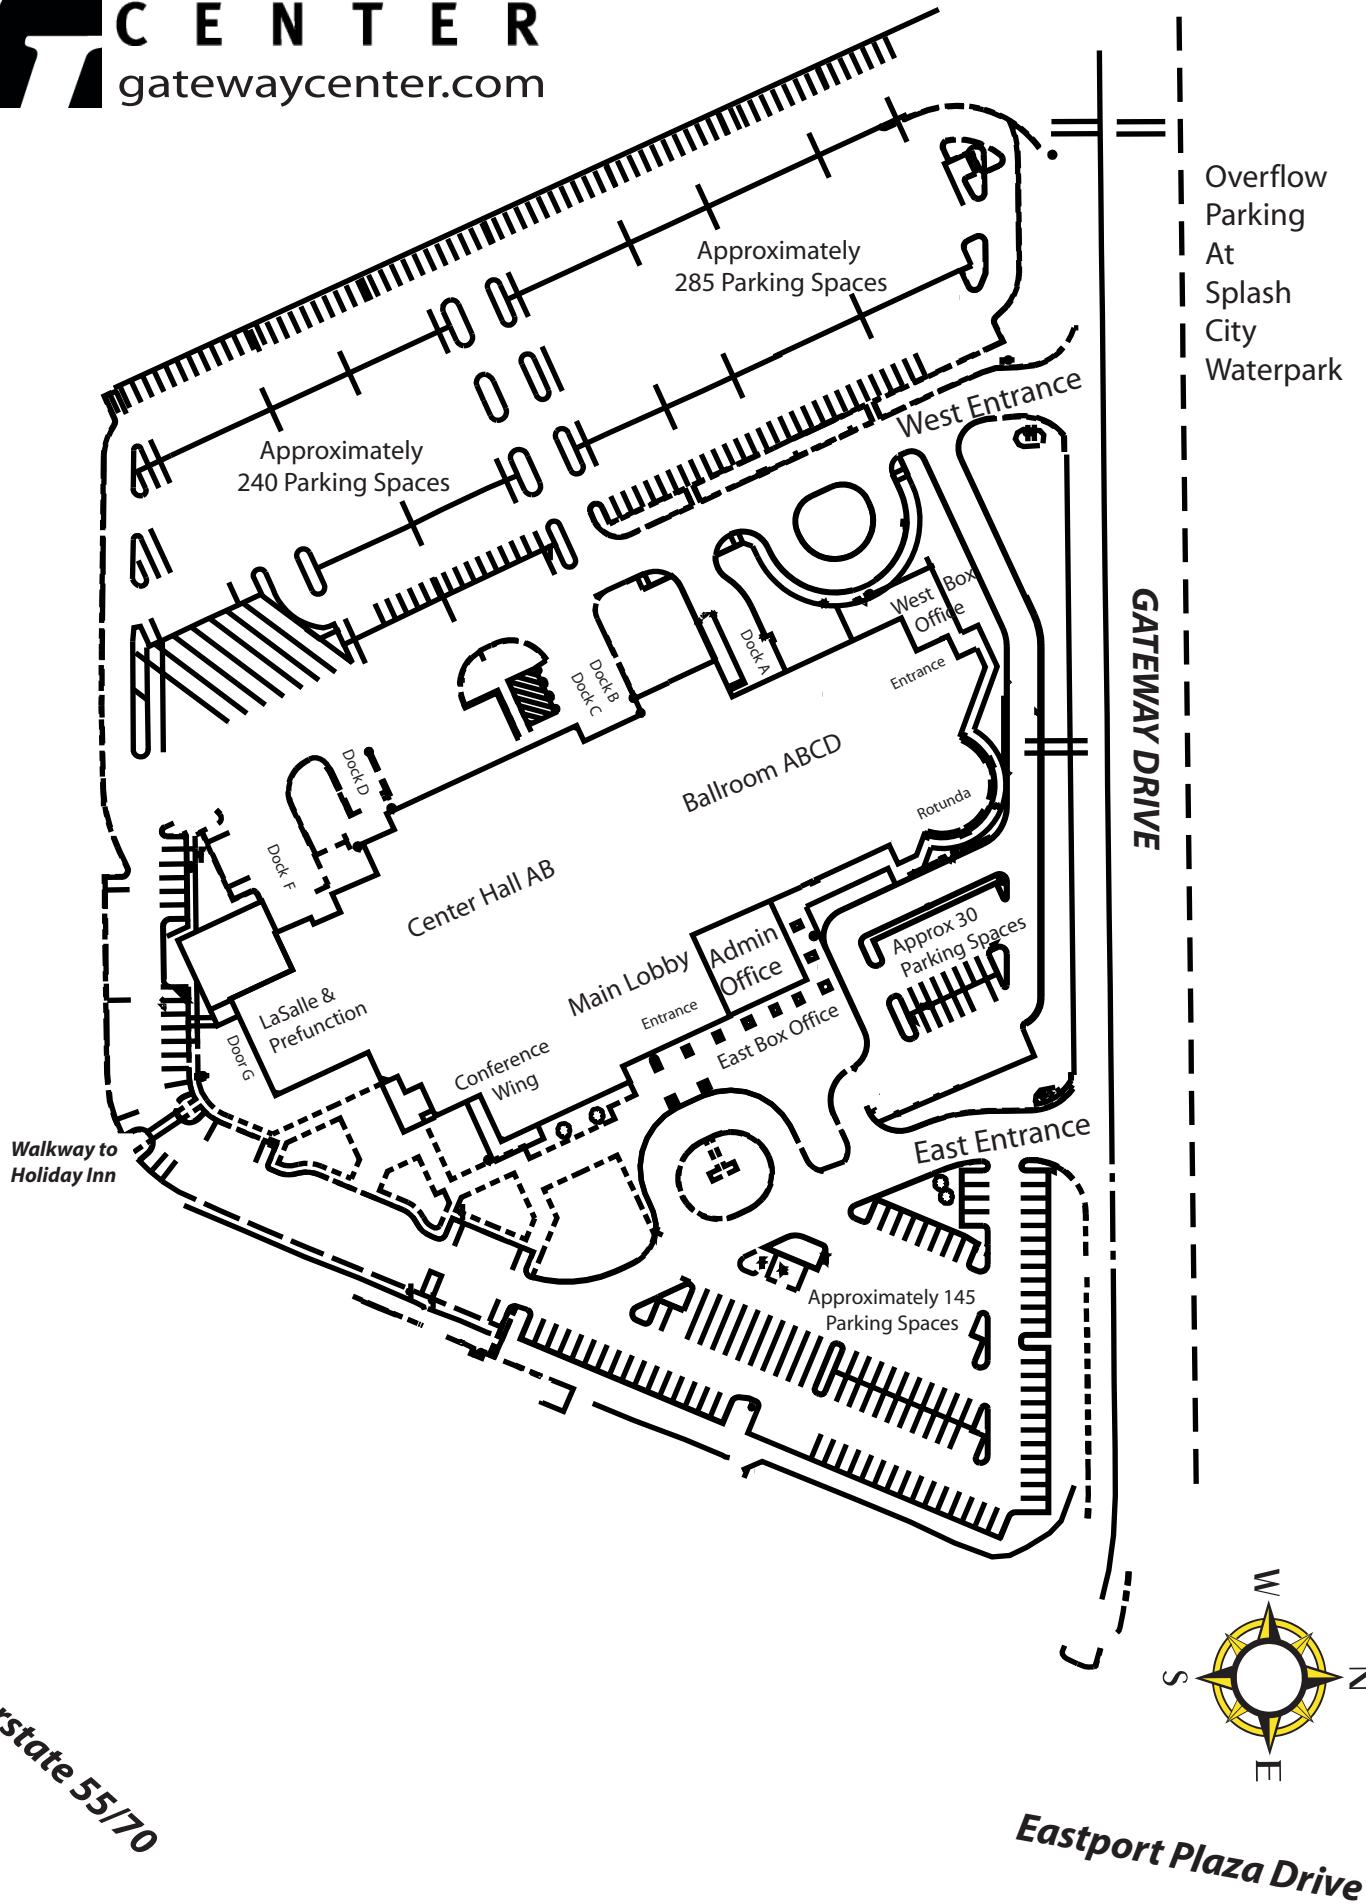 CENTER
gatewaycenter.com
Overflow
Parking
At
Splash
City
Waterpark
Approximately
285 Parking Spaces
West Entrance
Approximately
240 Parking Spaces
GATEWAY DRIVE
West Box
Office
Entrance
Dock A
Dock B
Dock C
Dock D
Dock F
Ballroom ABCD
Rotunda
Center Hall AB
Approx 30
Parking Spaces
Admin
Office
Main Lobby
Entrance
East Box Office
LaSalle &
Prefunction
Door G
Conference
Wing
Walkway to
Holiday Inn
East Entrance
Approximately 145
Parking Spaces
W
N
S
E
55/70
Eastport Plaza Drive